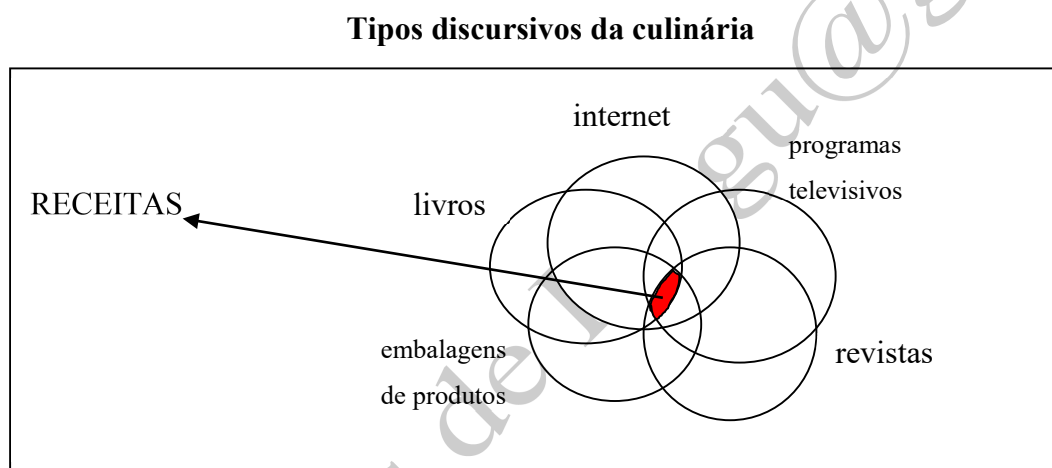 Tipos discursivos da culinária
internet
programas
televisivos
RECEITAS
livros
embalagens
de produtos
revistas